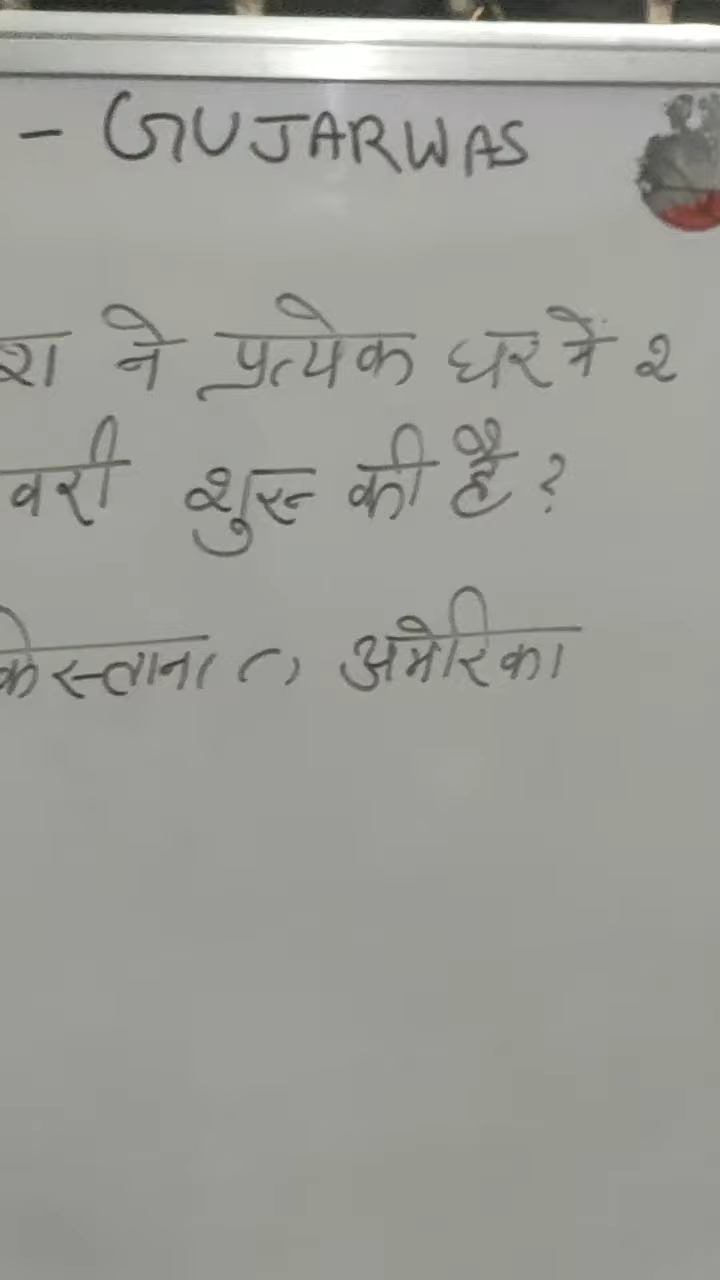 - GUJARWAS
श ने प्रत्येक घर में 2
वरी शुरू की है?
किस्तान (C) अमेरिका